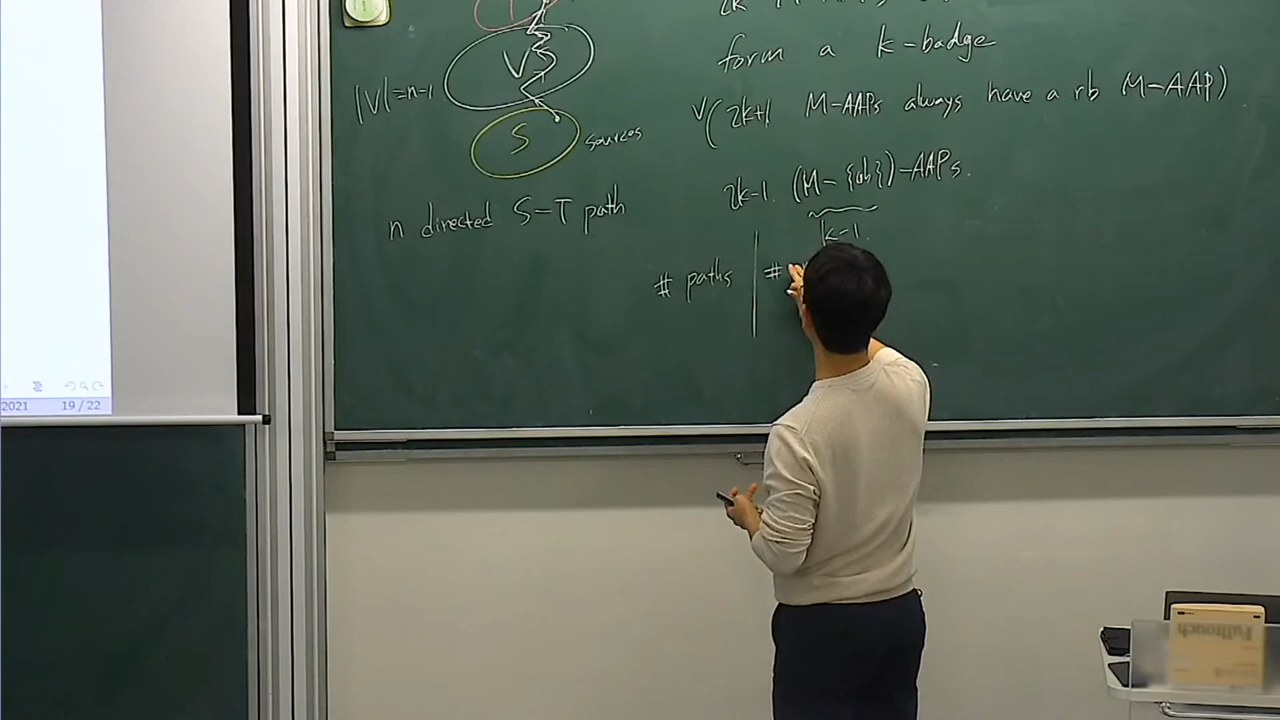 form a k-badge
|V|=n-1
V
S
sources
(2k+1 M-AAPs always have a rb M-AAP)
2k-1. (M-{ab})-AAPs.
k-1.
n directed S-T path
# paths
#
2021 19 / 22
Fulltouch